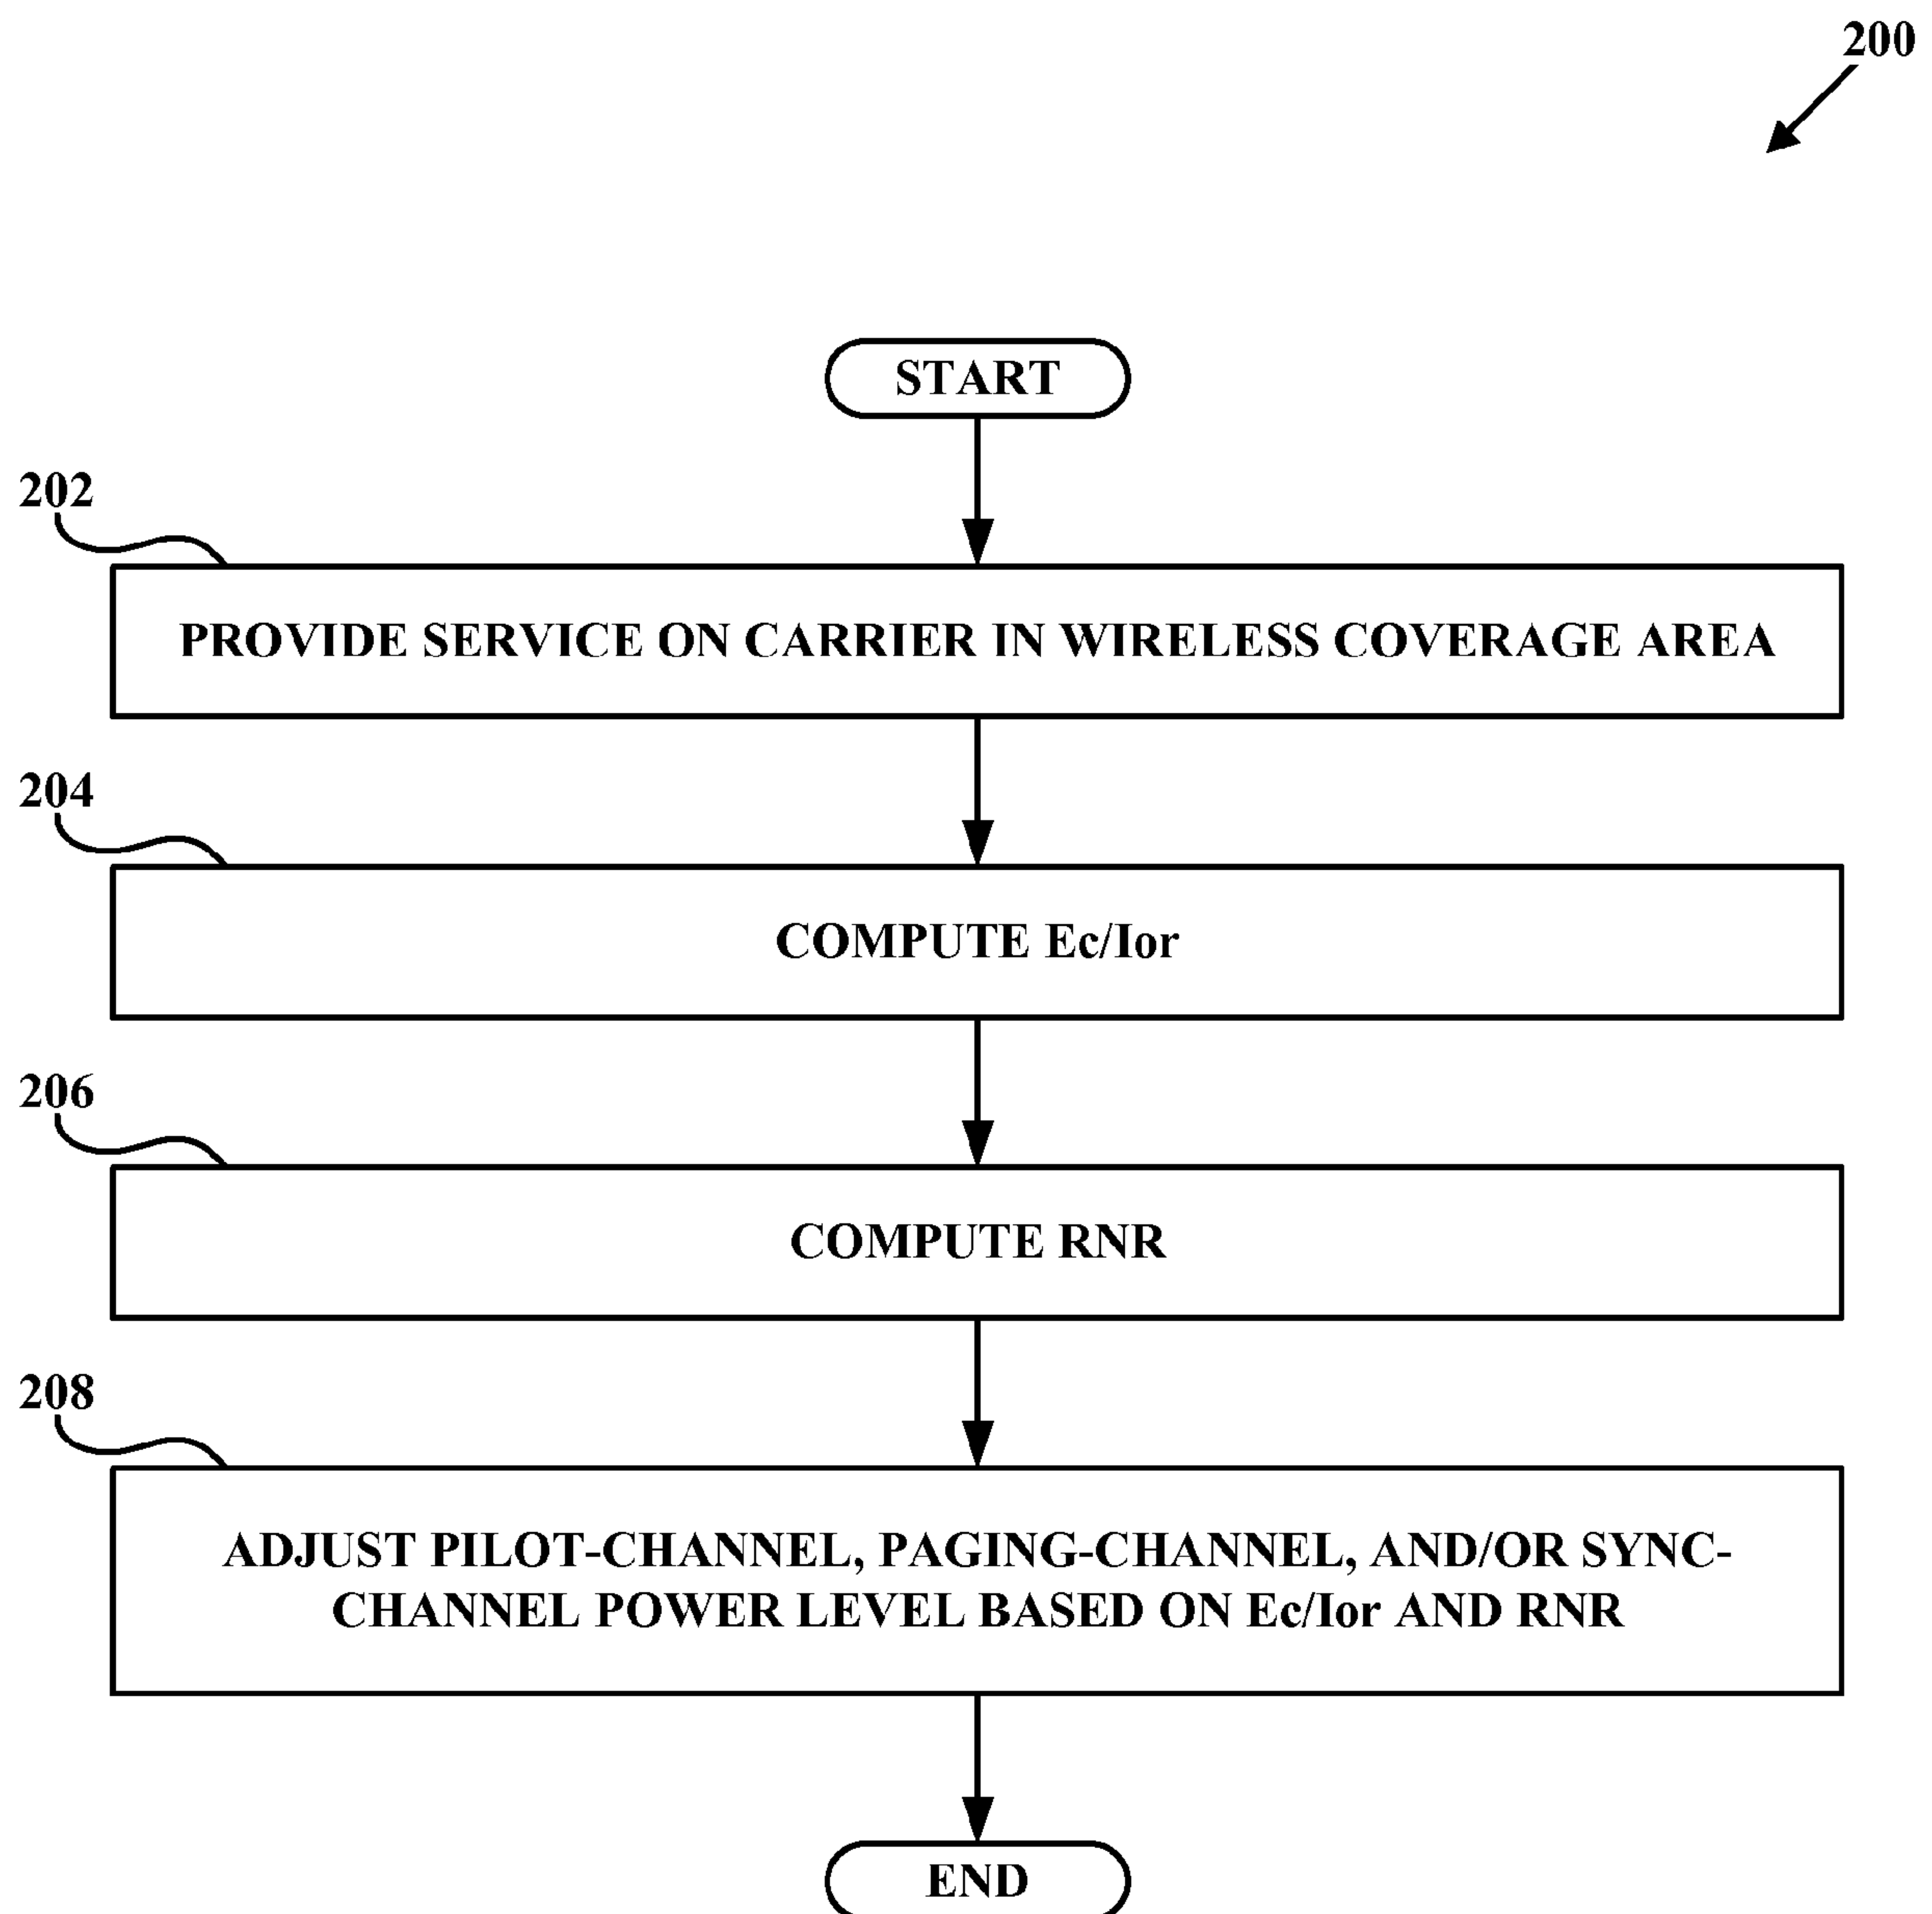 200
START
202
PROVIDE SERVICE ON CARRIER IN WIRELESS COVERAGE AREA
204
COMPUTE Ec/Ior
206
COMPUTE RNR
208
ADJUST PILOT-CHANNEL, PAGING-CHANNEL, AND/OR SYNC-
CHANNEL POWER LEVEL BASED ON Ec/Ior AND RNR
END